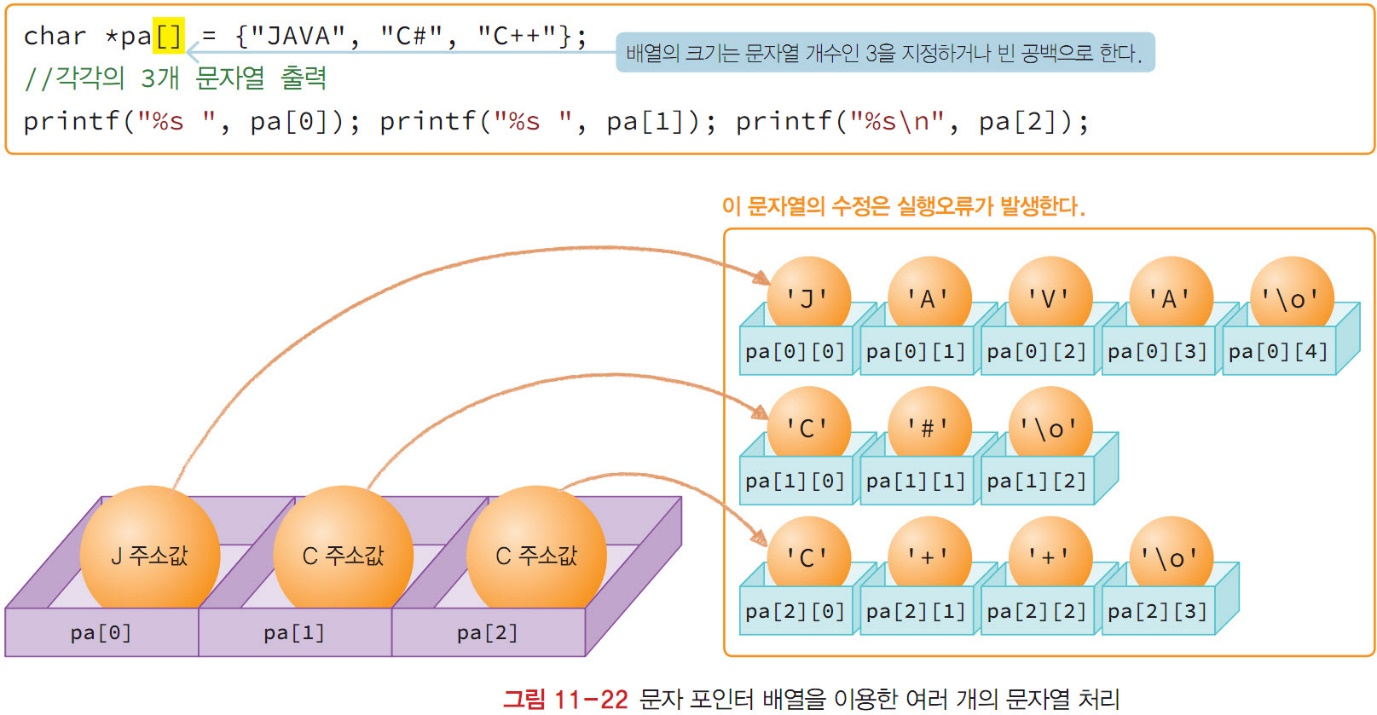 char *pa[] = {"JAVA", "C#", "C++"};
배열의 크기는 문자열 개수인 3을 지정하거나 빈 공백으로 한다.
//각각의 3개 문자열 출력
printf("%s ", pa[0]); printf("%s ", pa[1]); printf("%s\n", pa[2]);
이 문자열의 수정은 실행오류가 발생한다.
'J' 'A' 'V' 'A' '\o'
pa[0][0] pa[0][1] pa[0][2] pa[0][3] pa[0][4]
'C' '#' '\o'
pa[1][0] pa[1][1] pa[1][2]
'C' '+' '+' '\o'
pa[2][0] pa[2][1] pa[2][2] pa[2][3]
J 주소값 C 주소값 C 주소값
pa[0] pa[1] pa[2]
그림 11-22 문자 포인터 배열을 이용한 여러 개의 문자열 처리